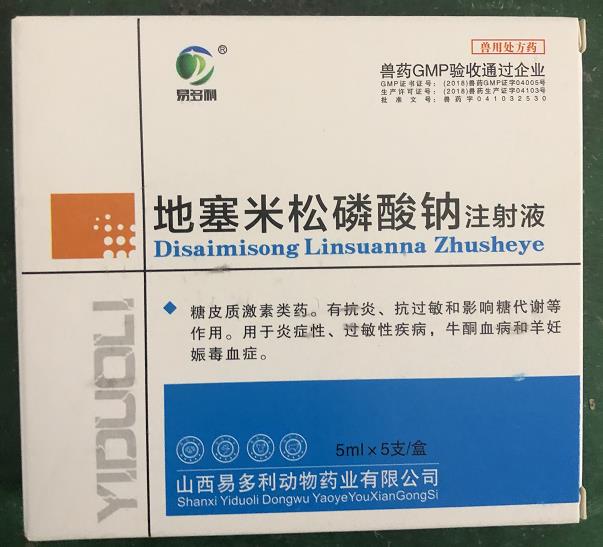 兽用处方药
兽药GMP验收通过企业
GMP证书证号：(2018)兽药GMP证字04005号
生产许可证号：(2018)兽药生产证字04103号
批准文号：兽药字041032530
®
易多利
地塞米松磷酸钠注射液
Disaimisong Linsuanna Zhusheye
糖皮质激素类药。有抗炎、抗过敏和影响糖代谢等
作用。用于炎症性、过敏性疾病，牛酮血病和羊妊
娠毒血症。
YIDUOLI
5ml×5支/盒
山西易多利动物药业有限公司
Shanxi Yiduoli Dongwu YaoyeYouXianGongSi